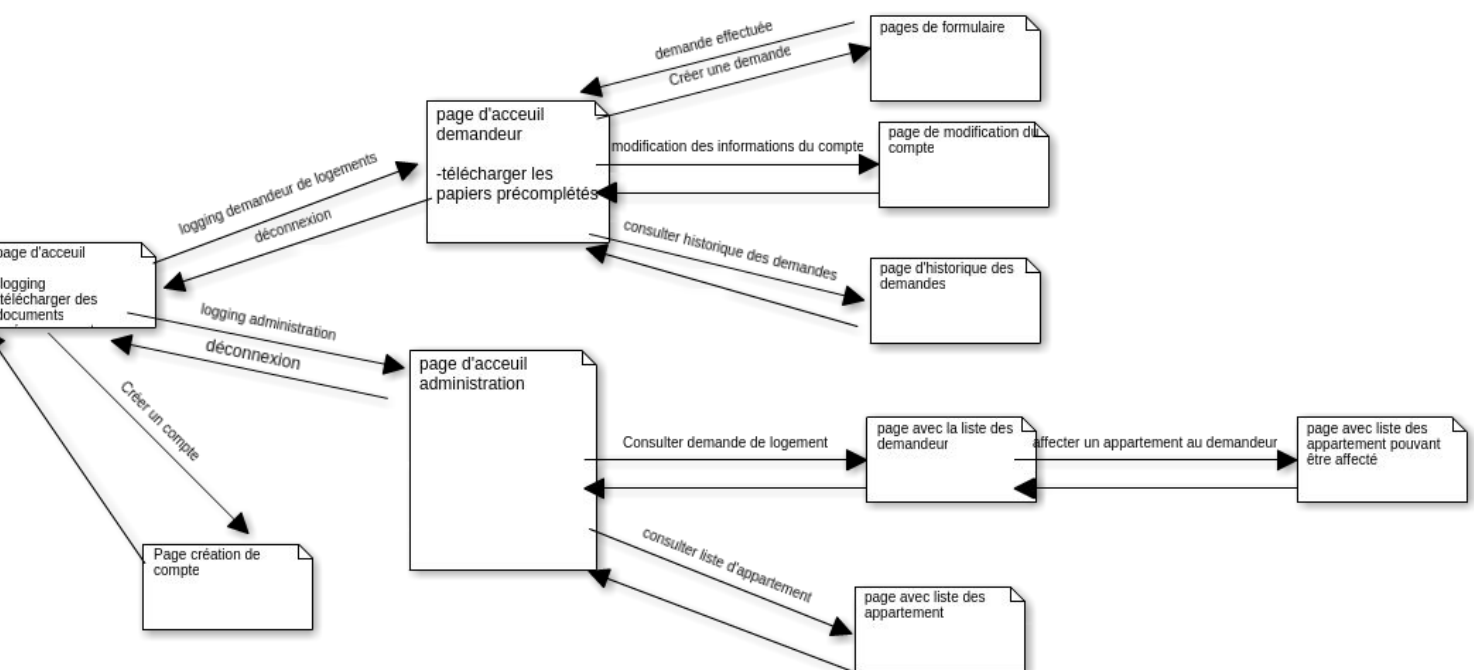 demande effectuée
Créer une demande
pages de formulaire
page d'acceuil
demandeur
-télécharger les
papiers précomplétés
modification des informations du compte
page de modification du
compte
logging demandeur de logements
déconnexion
consulter historique des demandes
page d'historique des
demandes
page d'acceuil
logging
télécharger des
documents
logging administration
déconnexion
page d'acceuil
administration
Créer un compte
Page création de
compte
Consulter demande de logement
page avec la liste des
demandeur
affecter un appartement au demandeur
page avec liste des
appartement pouvant
être affecté
consulter liste d'appartement
page avec liste des
appartement